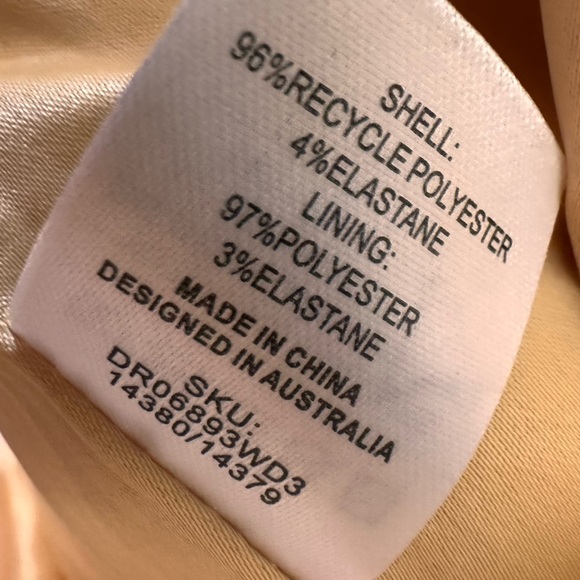 SHELL:
96%RECYCLE POLYESTER
4%ELASTANE
LINING:
97%POLYESTER
3%ELASTANE
MADE IN CHINA
DESIGNED IN AUSTRALIA
SKU:
DR06893WD3
14380/14379